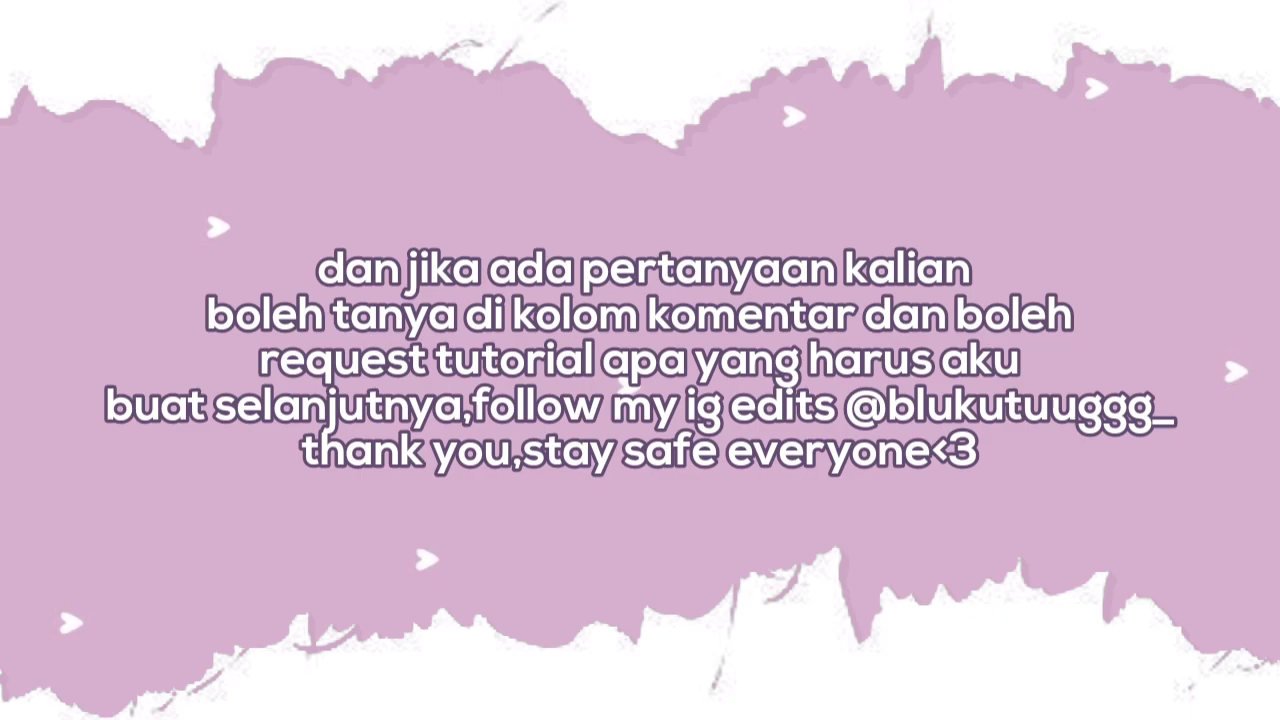 dan jika ada pertanyaan kalian
boleh tanya di kolom komentar dan boleh
request tutorial apa yang harus aku
buat selanjutnya,follow my ig edits @blukutuuggg_
thank you,stay safe everyone<3